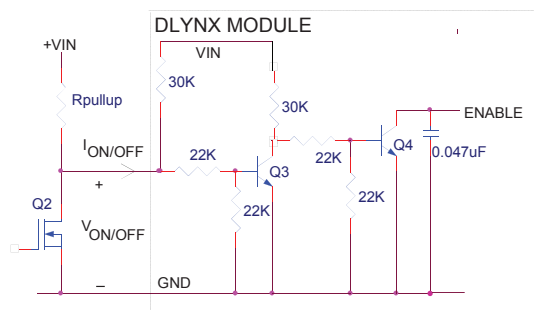 DLYNX MODULE
+VIN
VIN
30K
Rpullup
30K
ENABLE
I ON/OFF
22K
Q3
22K
Q4
0.047uF
+
Q2
22K
22K
V ON/OFF
–
GND